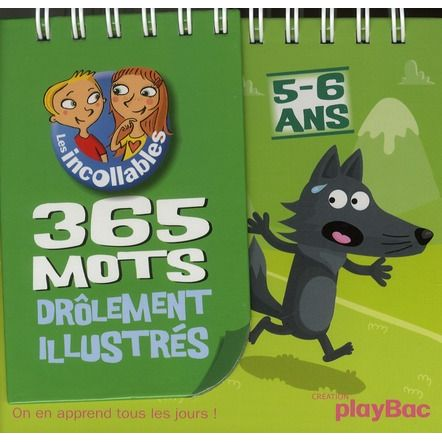 Les
incollables
365
MOTS
DRÔLEMENT
ILLUSTRÉS
5-6
ANS
On en apprend tous les jours !
CRÉATION
playBac